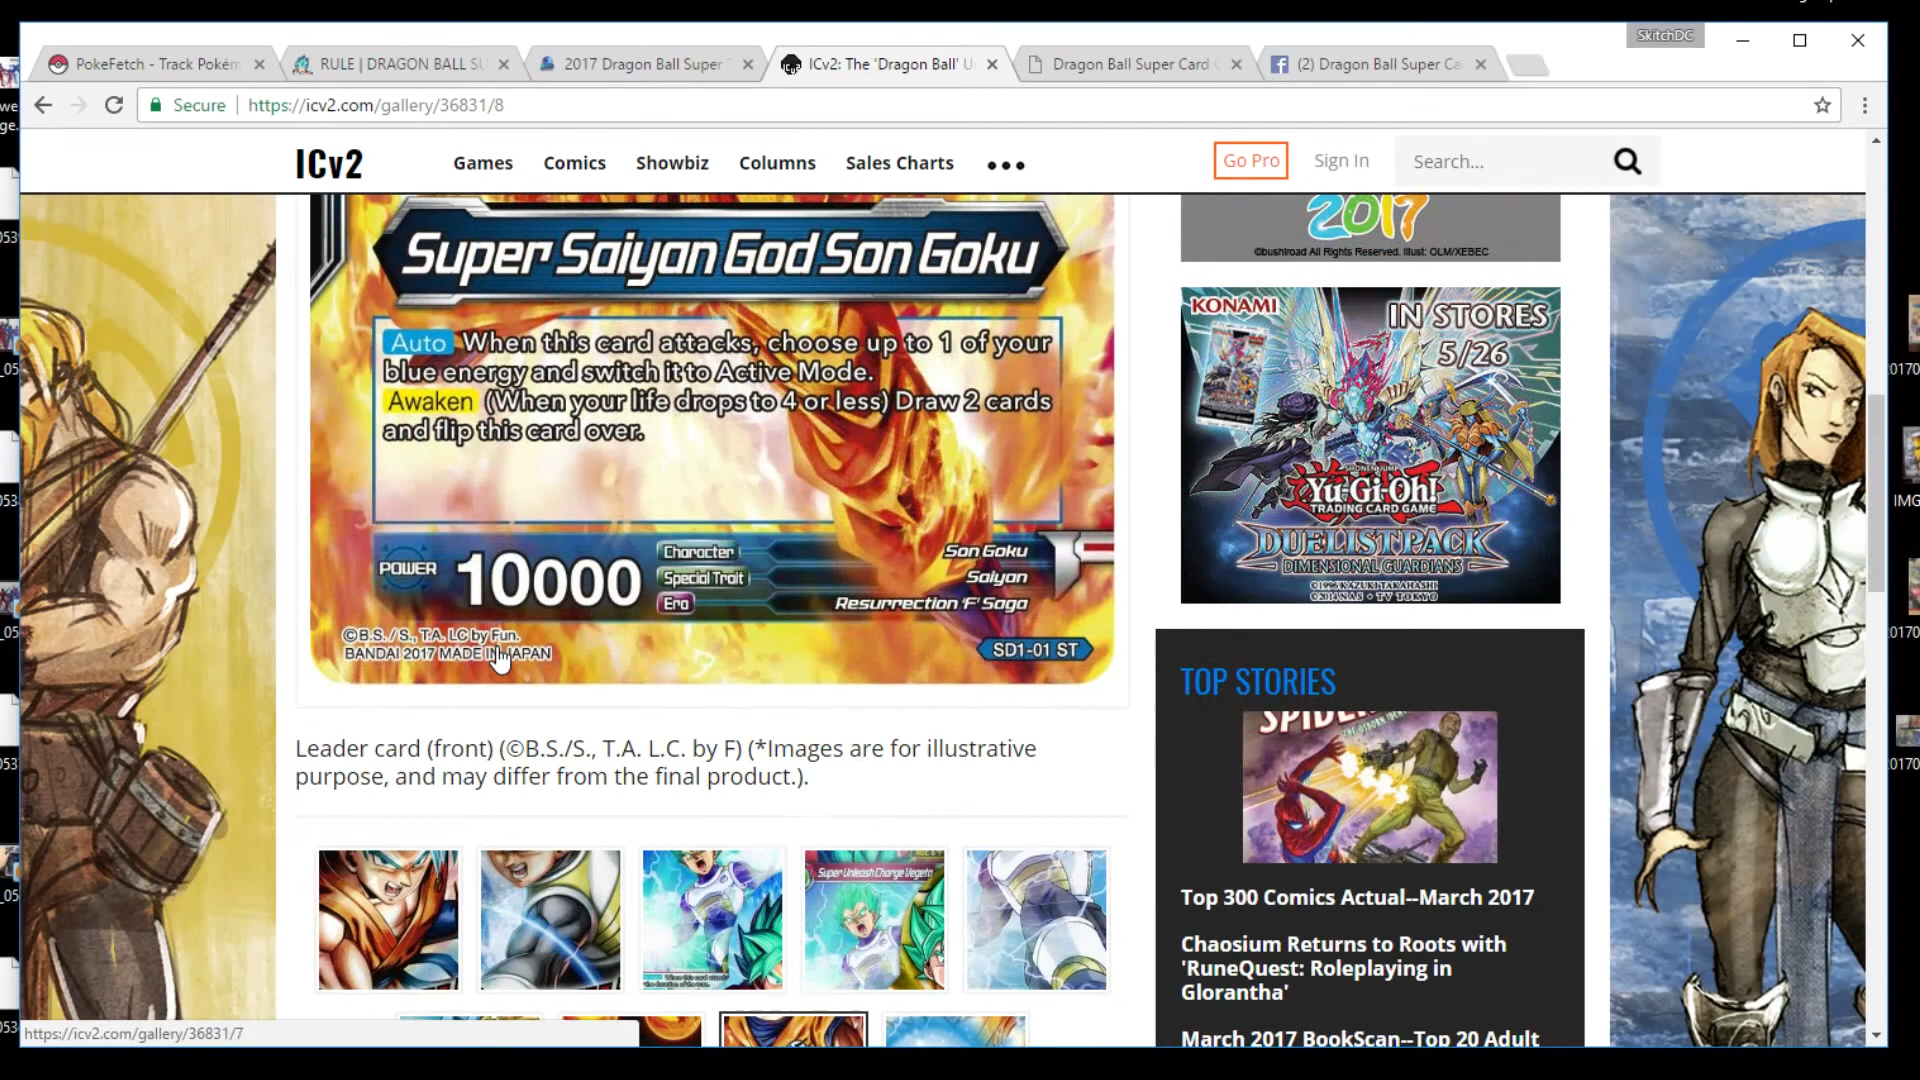 SkitchDC
PokeFetch - Track Pokém
RULE | DRAGON BALL SU
2017 Dragon Ball Super
ICv2: The 'Dragon Ball' U
Dragon Ball Super Card
(2) Dragon Ball Super Ca
Secure
https://icv2.com/gallery/36831/8
ICv2
Games
Comics
Showbiz
Columns
Sales Charts
Go Pro
Sign In
Search...
Super Saiyan God Son Goku
Auto When this card attacks, choose up to 1 of your
blue energy and switch it to Active Mode.
Awaken (When your life drops to 4 or less) Draw 2 cards
and flip this card over.
POWER 10000
Character Son Goku
Special Trait Saiyan
Era Resurrection 'F' Saga
©B.S./S., T.A. LC by Fun.
BANDAI 2017 MADE IN JAPAN
SD1-01 ST
Leader card (front) (©B.S./S., T.A. L.C. by F) (*Images are for illustrative
purpose, and may differ from the final product.).
Super Unleash Charge Vegeta
2017
©bushiroad All Rights Reserved. Illust: OLM/XEBEC
KONAMI
IN STORES
5/26
SHONEN JUMP
Yu-Gi-Oh!
TRADING CARD GAME
DUELIST PACK
DIMENSIONAL GUARDIANS
©1996 KAZUKI TAKAHASHI
TOP STORIES
Top 300 Comics Actual--March 2017
Chaosium Returns to Roots with
'RuneQuest: Roleplaying in
Glorantha'
March 2017 BookScan--Top 20 Adult
https://icv2.com/gallery/36831/7